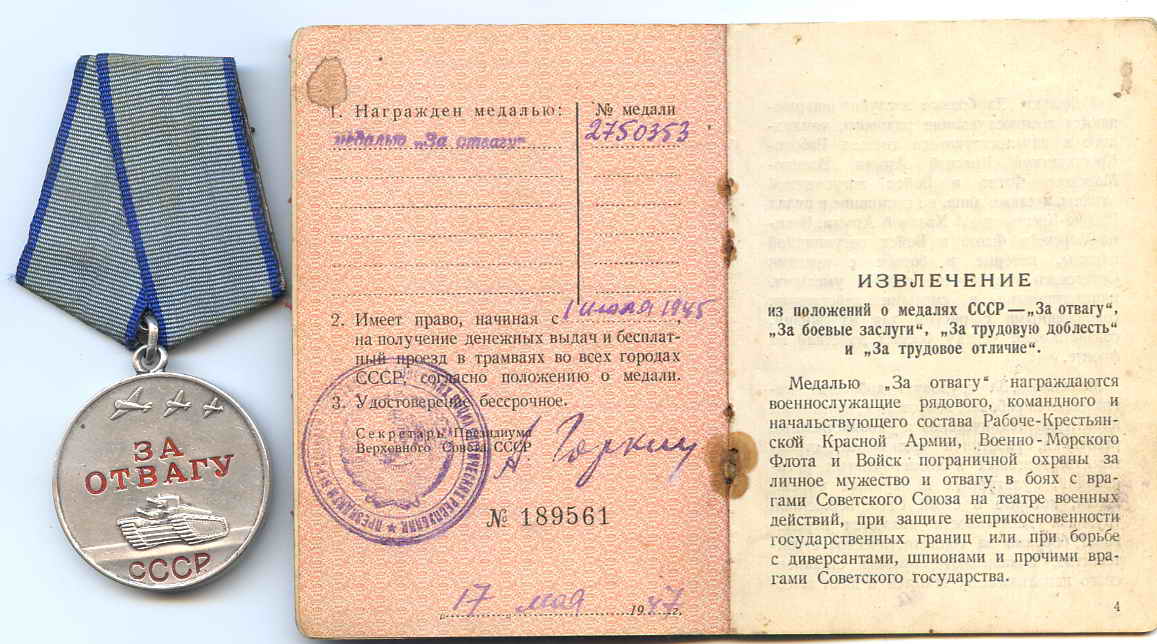 ЗА
ОТВАГУ
СССР
1. Награжден медалью:
№ медали
медалью „За отвагу“
2750353
2. Имеет право, начиная с 1 июля 1945,
на получение денежных выдач и бесплат-
ный проезд в трамваях во всех городах
СССР, согласно положению о медали.
3. Удостоверение бессрочное.
Секретарь Президиума
Верховного Совета СССР
А. Горкин
№ 189561
„17“ мая 1947 г.
ИЗВЛЕЧЕНИЕ
из положений о медалях СССР — „За отвагу“,
„За боевые заслуги“, „За трудовую доблесть“
и „За трудовое отличие“.
Медалью „За отвагу“ награждаются
военнослужащие рядового, командного и
начальствующего состава Рабоче-Крестьян-
ской Красной Армии, Военно-Морского
Флота и Войск пограничной охраны за
личное мужество и отвагу в боях с вра-
гами Советского Союза на театре военных
действий, при защите неприкосновенности
государственных границ или при борьбе
с диверсантами, шпионами и прочими вра-
гами Советского государства.
4